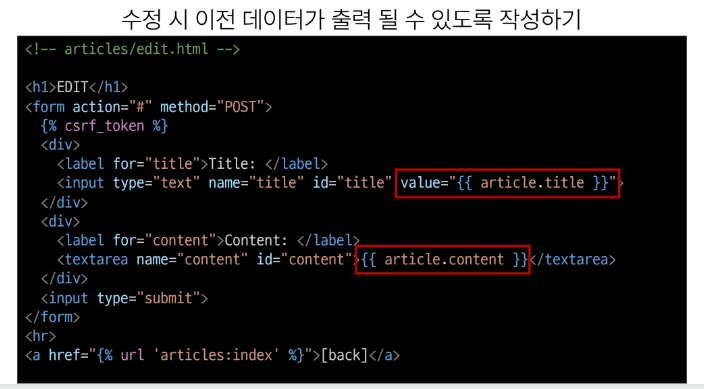 수정 시 이전 데이터가 출력 될 수 있도록 작성하기
<!-- articles/edit.html -->
<h1>EDIT</h1>
<form action="#" method="POST">
{% csrf_token %}
<div>
<label for="title">Title: </label>
<input type="text" name="title" id="title" value="{{ article.title }}">
</div>
<div>
<label for="content">Content: </label>
<textarea name="content" id="content">{{ article.content }}</textarea>
</div>
<input type="submit">
</form>
<hr>
<a href="{% url 'articles:index' %}">[back]</a>